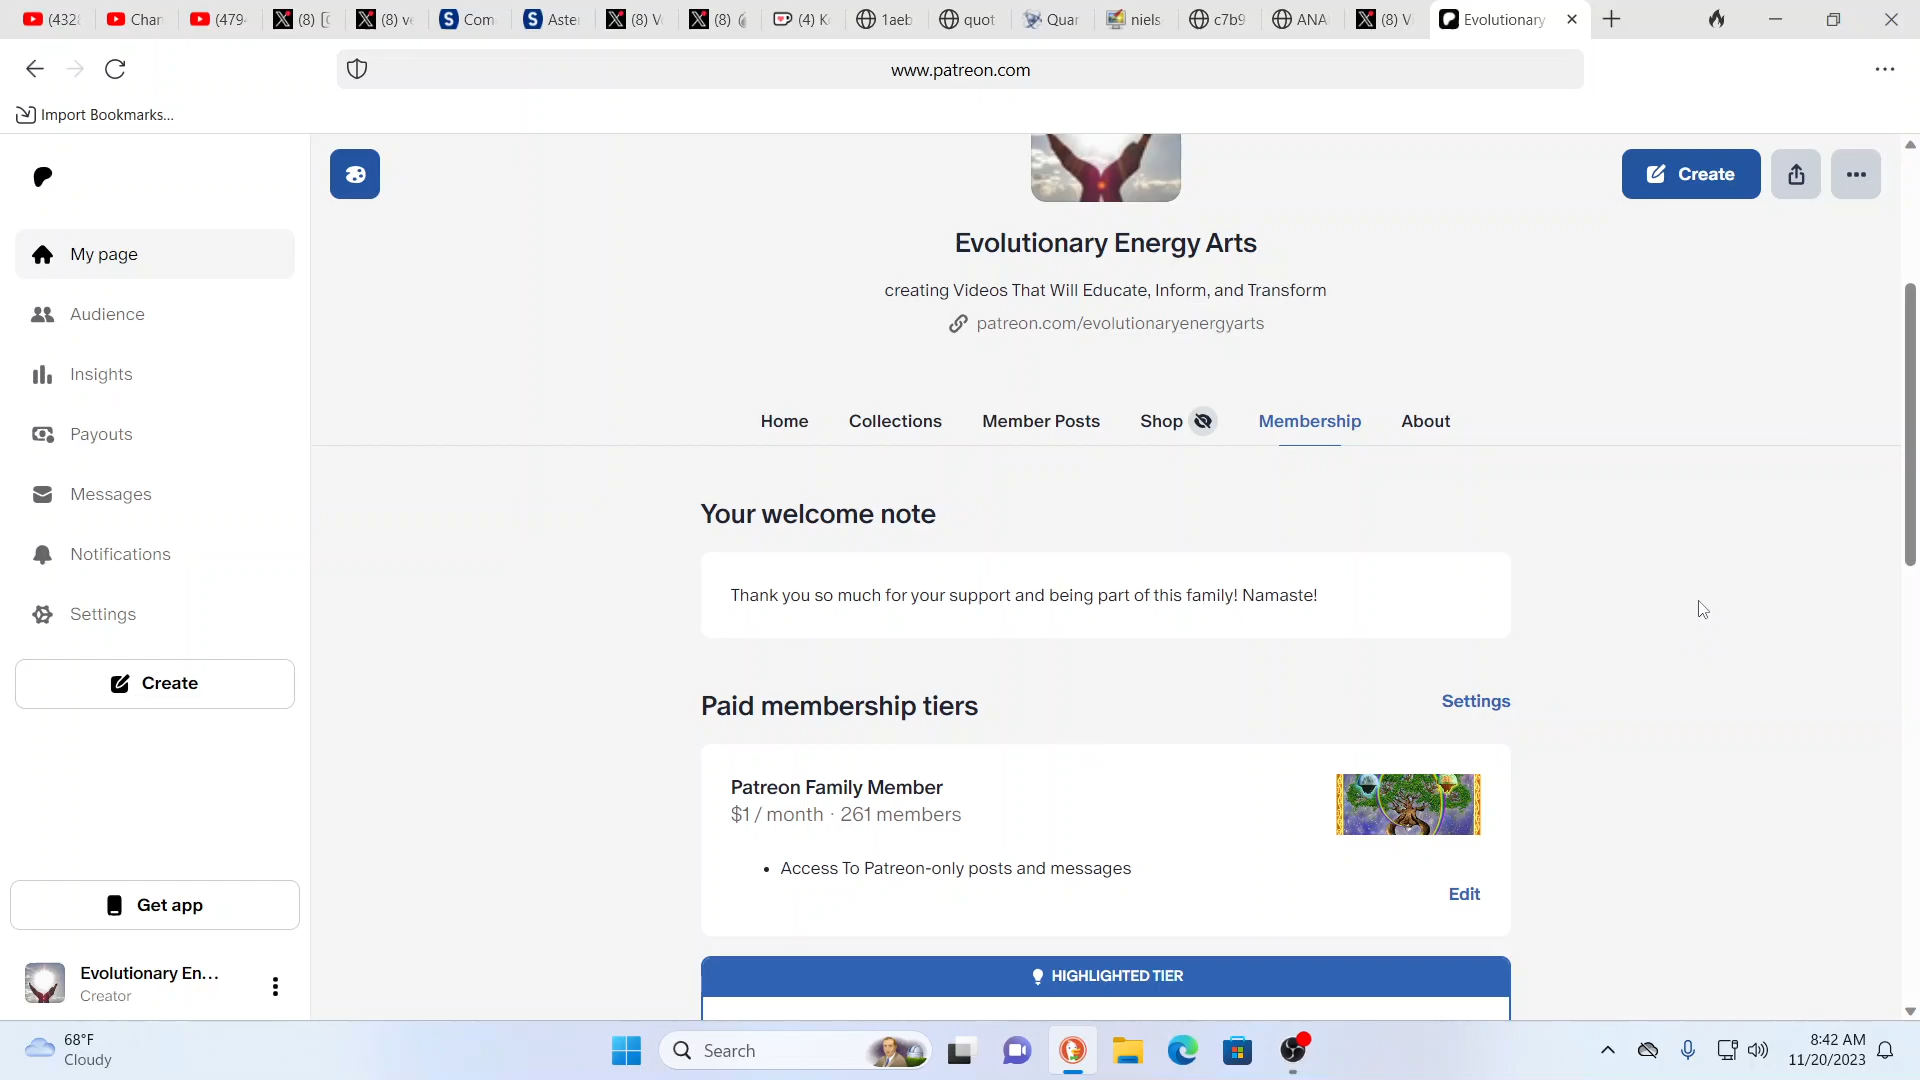 (432
Chan
(479
(8) [
(8) ve
Com
Aste
(8) V
(8)
(4) K
1aeb
quot
Quar
niels
c7b9
ANA
(8) V
Evolutionary
www.patreon.com
Import Bookmarks...
My page
Audience
Insights
Payouts
Messages
Notifications
Settings
Create
Get app
Evolutionary En...
Creator
Create
Evolutionary Energy Arts
creating Videos That Will Educate, Inform, and Transform
patreon.com/evolutionaryenergyarts
Home Collections Member Posts Shop Membership About
Your welcome note
Thank you so much for your support and being part of this family! Namaste!
Paid membership tiers
Settings
Patreon Family Member
$1 / month · 261 members
• Access To Patreon-only posts and messages
Edit
HIGHLIGHTED TIER
68°F
Cloudy
Search
8:42 AM
11/20/2023